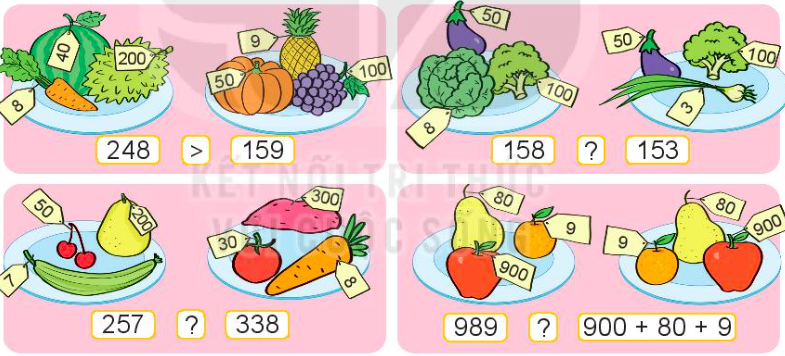 40 200 8
9 50 100
248 > 159
50 100 8
50 100 3
158 ? 153
50 200 7
300 30 8
257 ? 338
80 9 900
9 80 900
989 ? 900 + 80 + 9
KẾT NỐI TRI THỨC
VỚI CUỘC SỐNG